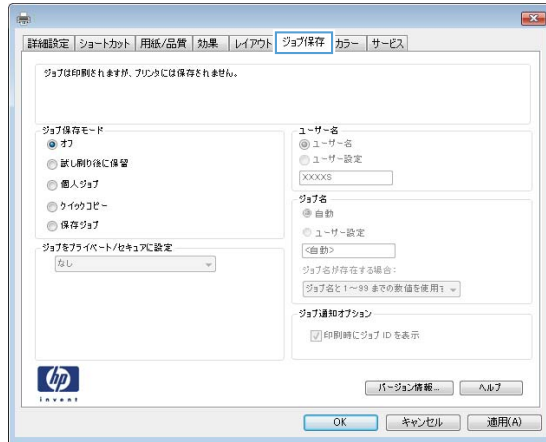 詳細設定 ショートカット 用紙/品質 効果 レイアウト ジョブ保存 カラー サービス
ジョブは印刷されますが、プリンタには保存されません。
ジョブ保存モード
オフ
試し刷り後に保留
個人ジョブ
クイックコピー
保存ジョブ
ジョブをプライベート/セキュアに設定
なし
ユーザー名
ユーザー名
ユーザー設定
XXXXS
ジョブ名
自動
ユーザー設定
<自動>
ジョブ名が存在する場合:
ジョブ名と1~99までの数値を使用す
ジョブ通知オプション
印刷時にジョブ ID を表示
hp
invent
バージョン情報... ヘルプ
OK キャンセル 適用(A)